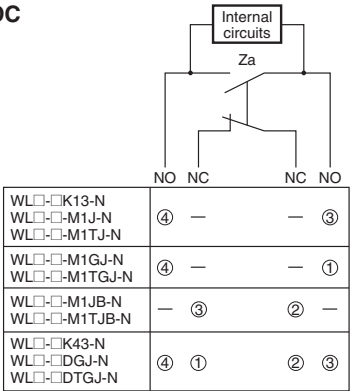 DC
Internal
circuits
Za
NO NC NC NO
WL□-□K13-N
WL□-□-M1J-N
WL□-□-M1TJ-N
④ — — ③
WL□-□-M1GJ-N
WL□-□-M1TGJ-N
④ — — ①
WL□-□-M1JB-N
WL□-□-M1TJB-N
— ③ ② —
WL□-□K43-N
WL□-□DGJ-N
WL□-□DTGJ-N
④ ① ② ③